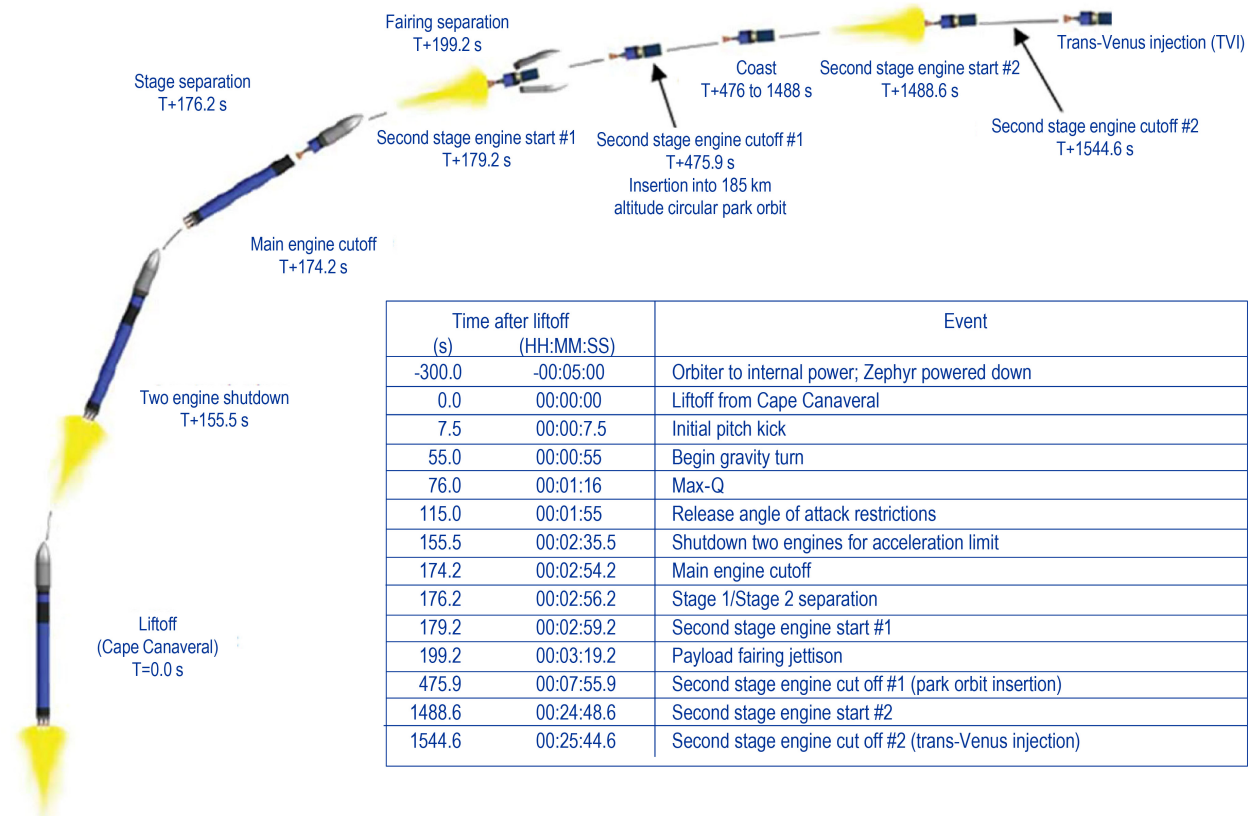 Fairing separation
T+199.2 s
Trans-Venus injection (TVI)
Stage separation
T+176.2 s
Coast
T+476 to 1488 s
Second stage engine start #2
T+1488.6 s
Second stage engine start #1
T+179.2 s
Second stage engine cutoff #1
T+475.9 s
Insertion into 185 km
altitude circular park orbit
Second stage engine cutoff #2
T+1544.6 s
Main engine cutoff
T+174.2 s
Two engine shutdown
T+155.5 s
Liftoff
(Cape Canaveral)
T=0.0 s
Time after liftoff Event
(s) (HH:MM:SS)
-300.0 -00:05:00 Orbiter to internal power; Zephyr powered down
0.0 00:00:00 Liftoff from Cape Canaveral
7.5 00:00:7.5 Initial pitch kick
55.0 00:00:55 Begin gravity turn
76.0 00:01:16 Max-Q
115.0 00:01:55 Release angle of attack restrictions
155.5 00:02:35.5 Shutdown two engines for acceleration limit
174.2 00:02:54.2 Main engine cutoff
176.2 00:02:56.2 Stage 1/Stage 2 separation
179.2 00:02:59.2 Second stage engine start #1
199.2 00:03:19.2 Payload fairing jettison
475.9 00:07:55.9 Second stage engine cut off #1 (park orbit insertion)
1488.6 00:24:48.6 Second stage engine start #2
1544.6 00:25:44.6 Second stage engine cut off #2 (trans-Venus injection)